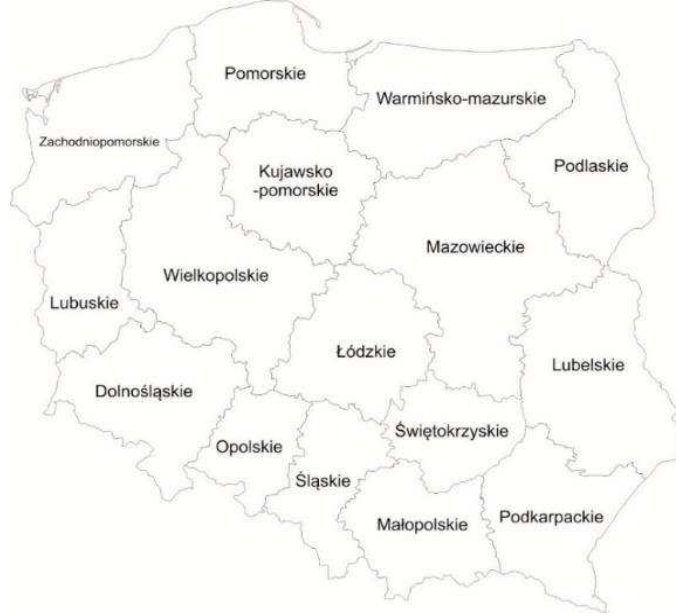 Pomorskie
Warmińsko-mazurskie
Zachodniopomorskie
Podlaskie
Kujawsko
-pomorskie
Mazowieckie
Wielkopolskie
Lubuskie
Łódzkie
Lubelskie
Dolnośląskie
Świętokrzyskie
Opolskie
Śląskie
Podkarpackie
Małopolskie